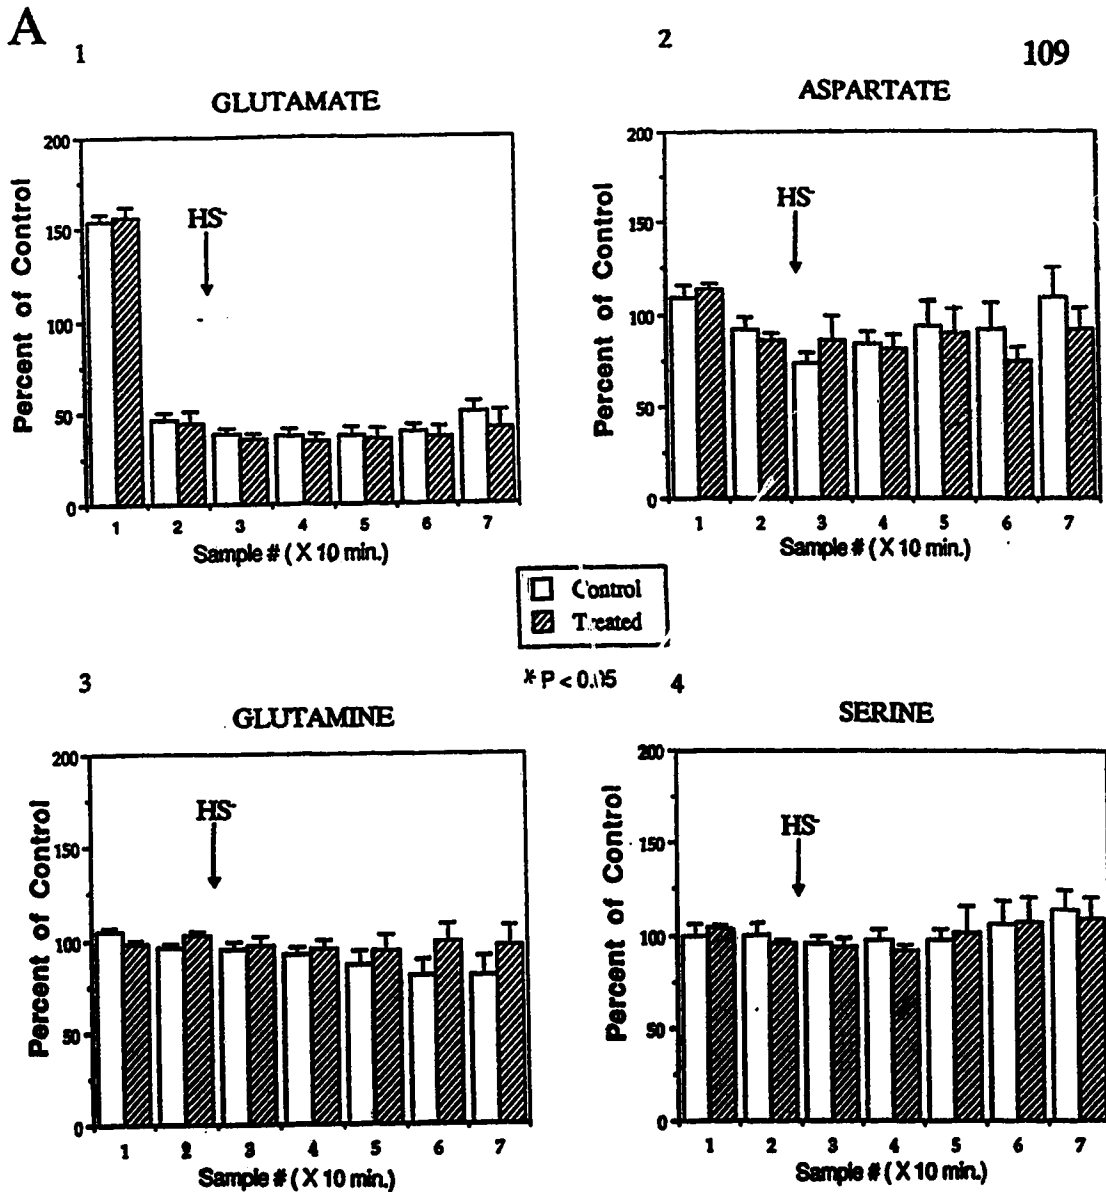 A
1
2
109
GLUTAMATE
200
150
100
50
0
Percent of Control
HS-
1 2 3 4 5 6 7
Sample # ( X 10 min.)
ASPARTATE
200
150
100
50
0
Percent of Control
HS-
1 2 3 4 5 6 7
Sample # ( X 10 min.)
Control
Treated
* P < 0.05
3
4
GLUTAMINE
200
150
100
50
0
Percent of Control
HS-
1 2 3 4 5 6 7
Sample # ( X 10 min.)
SERINE
200
150
100
50
0
Percent of Control
HS-
1 2 3 4 5 6 7
Sample # ( X 10 min.)